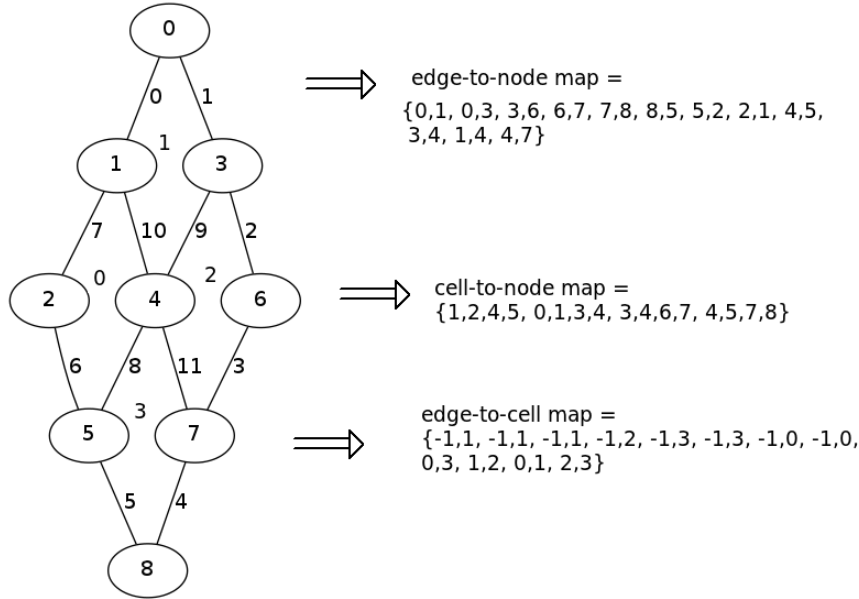 0
0 1
edge-to-node map =
{0,1, 0,3, 3,6, 6,7, 7,8, 8,5, 5,2, 2,1, 4,5,
3,4, 1,4, 4,7}
1
1 3
7 10 9 2
0 2
2 4 6
cell-to-node map =
{1,2,4,5, 0,1,3,4, 3,4,6,7, 4,5,7,8}
6 8 11 3
3
5 7
edge-to-cell map =
{-1,1, -1,1, -1,1, -1,2, -1,3, -1,3, -1,0, -1,0,
0,3, 1,2, 0,1, 2,3}
5 4
8